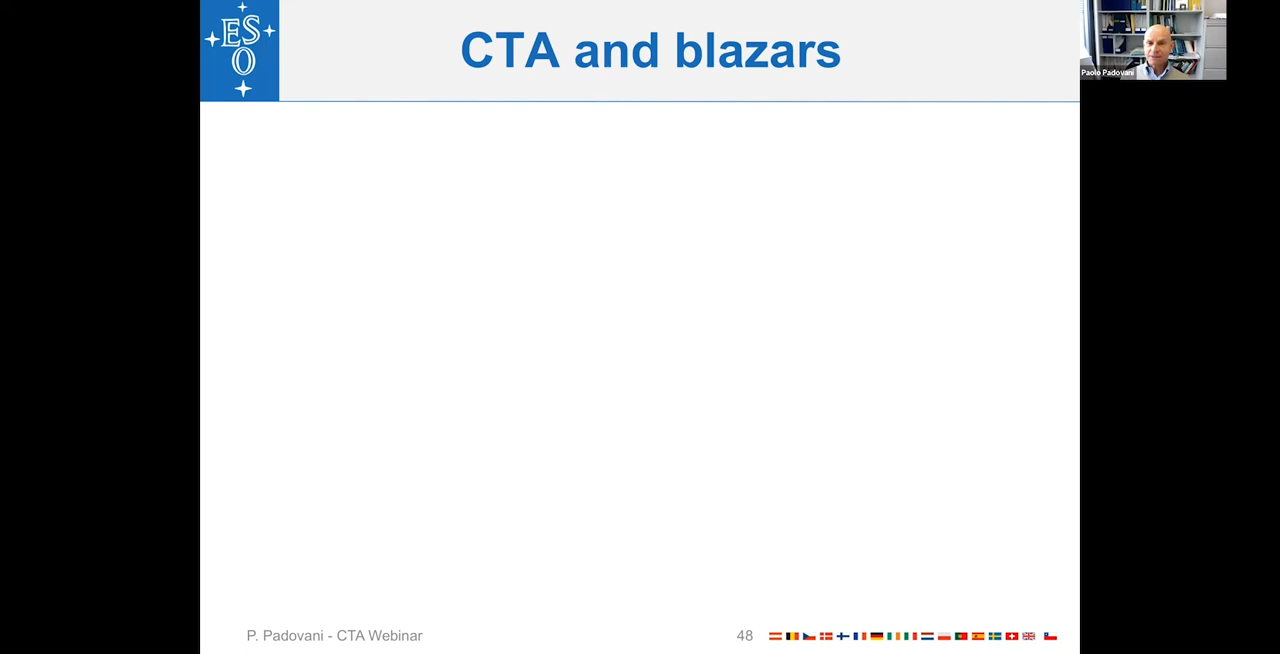 ESO
CTA and blazars
Paolo Padovani
P. Padovani - CTA Webinar
48